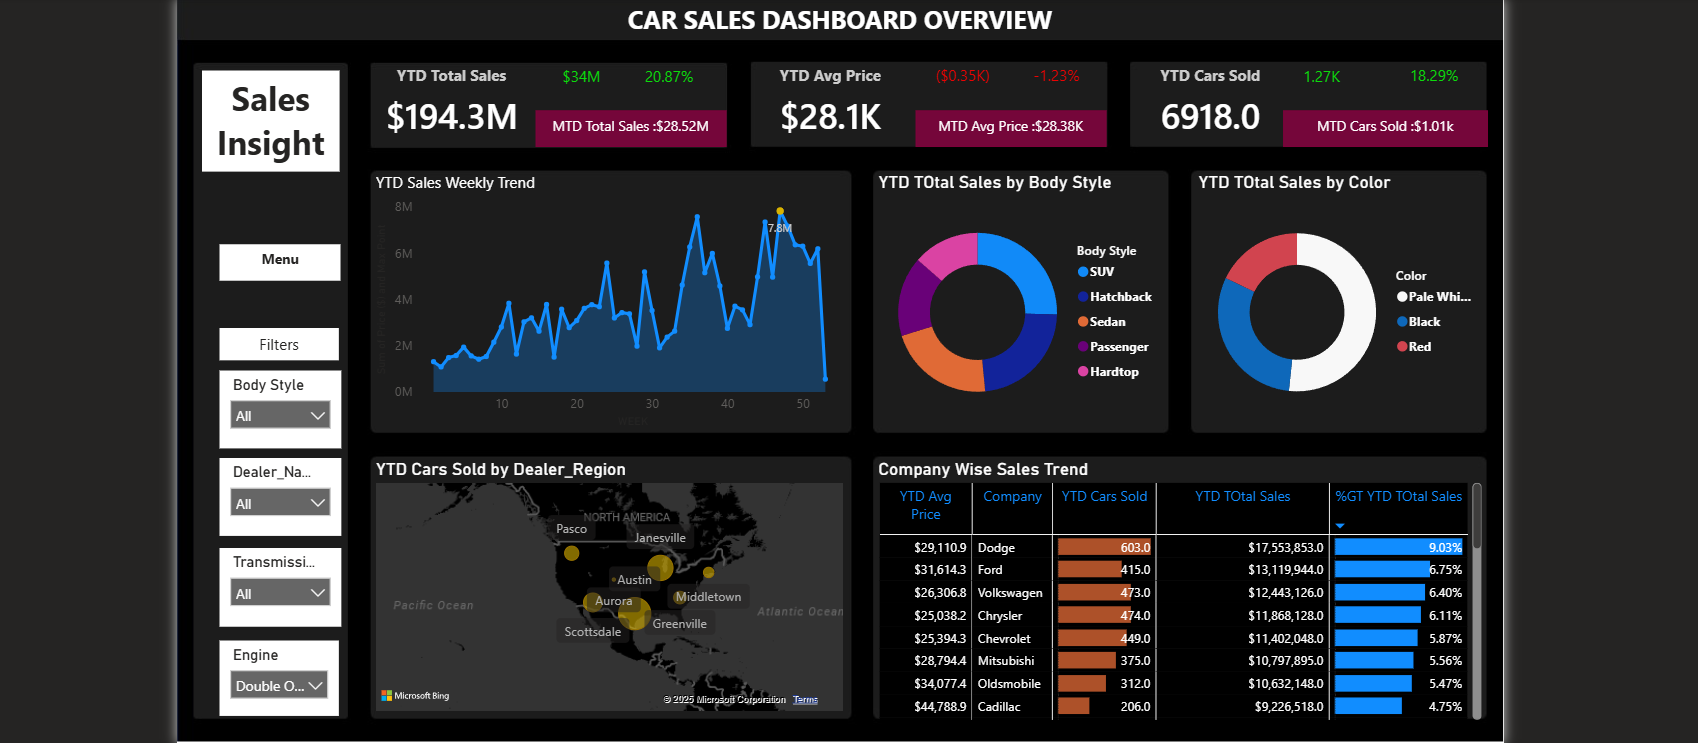 CAR SALES DASHBOARD OVERVIEW
Sales
Insight
Menu
Filters
Body Style
All
Dealer_Na...
All
Transmissi...
All
Engine
Double O...
YTD Total Sales $34M 20.87%
$194.3M
MTD Total Sales :$28.52M
YTD Avg Price ($0.35K) -1.23%
$28.1K
MTD Avg Price :$28.38K
YTD Cars Sold 1.27K 18.29%
6918.0
MTD Cars Sold :$1.01k
YTD Sales Weekly Trend
8M
6M
4M
2M
0M
7.8M
10 20 30 40 50
WEEK
YTD TOtal Sales by Body Style
Body Style
SUV
Hatchback
Sedan
Passenger
Hardtop
YTD TOtal Sales by Color
Color
Pale Whi...
Black
Red
YTD Cars Sold by Dealer_Region
NORTH AMERICA
Pasco
Janesville
Austin
Aurora
Middletown
Pacific Ocean
Atlantic Ocean
Greenville
Scottsdale
Microsoft Bing
© 2025 Microsoft Corporation Terms
Company Wise Sales Trend
YTD Avg Price Company YTD Cars Sold YTD TOtal Sales %GT YTD TOtal Sales
$29,110.9 Dodge 603.0 $17,553,853.0 9.03%
$31,614.3 Ford 415.0 $13,119,944.0 6.75%
$26,306.8 Volkswagen 473.0 $12,443,126.0 6.40%
$25,038.2 Chrysler 474.0 $11,868,128.0 6.11%
$25,394.3 Chevrolet 449.0 $11,402,048.0 5.87%
$28,794.4 Mitsubishi 375.0 $10,797,895.0 5.56%
$34,077.4 Oldsmobile 312.0 $10,632,148.0 5.47%
$44,788.9 Cadillac 206.0 $9,226,518.0 4.75%